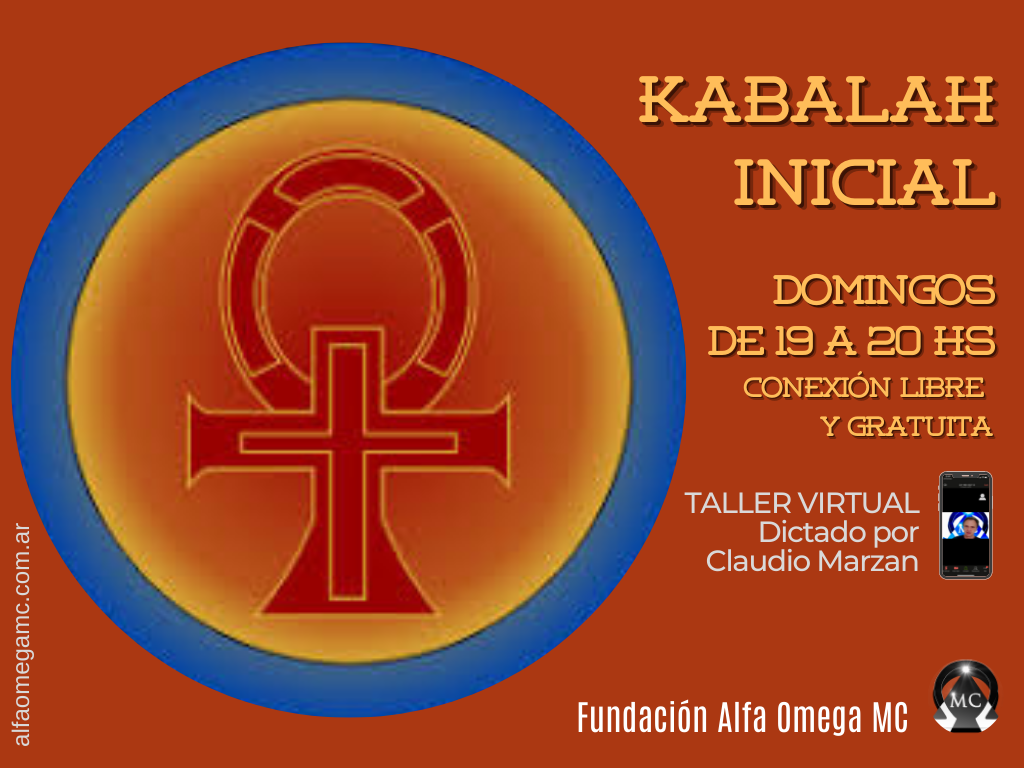 KABALAH
INICIAL
DOMINGOS
DE 19 A 20 HS
CONEXIÓN LIBRE
Y GRATUITA
TALLER VIRTUAL
Dictado por
Claudio Marzan
Fundación Alfa Omega MC
MC
alfaomegamc.com.ar